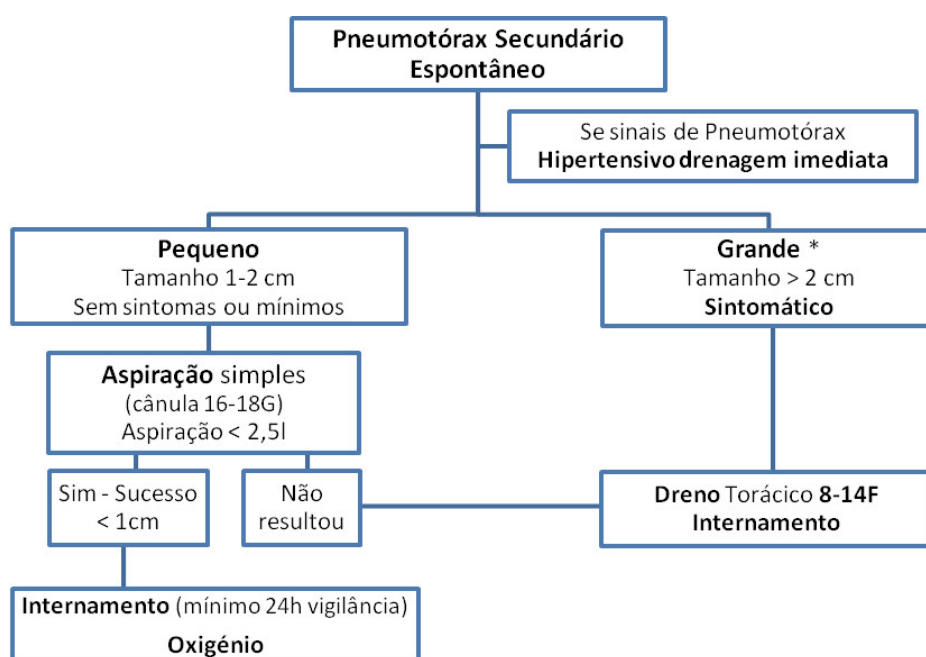 Pneumotórax Secundário
Espontâneo
Se sinais de Pneumotórax
Hipertensivo drenagem imediata
Pequeno
Tamanho 1-2 cm
Sem sintomas ou mínimos
Grande *
Tamanho > 2 cm
Sintomático
Aspiração simples
(cânula 16-18G)
Aspiração < 2,5l
Sim - Sucesso
< 1cm
Não
resultou
Dreno Torácico 8-14F
Internamento
Internamento (mínimo 24h vigilância)
Oxigénio